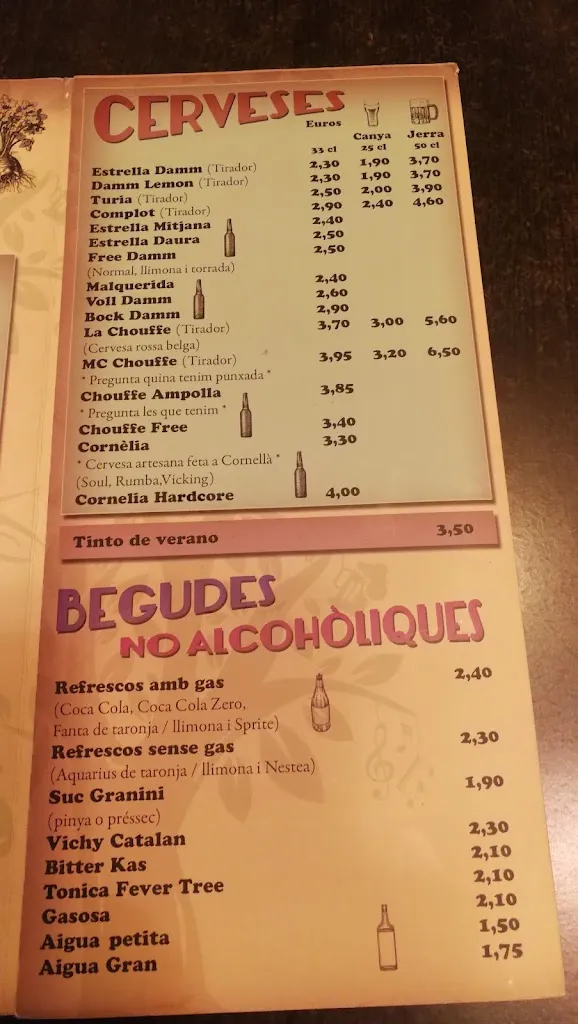 CERVESES
Euros
Canya Jerra
33 cl 25 cl 50 cl
Estrella Damm (Tirador) 2,30 1,90 3,70
Damm Lemon (Tirador) 2,30 1,90 3,70
Turia (Tirador) 2,50 2,00 3,90
Complot (Tirador) 2,90 2,40 4,60
Estrella Mitjana 2,40
Estrella Daura 2,50
Free Damm 2,50
(Normal, llimona i torrada)
Malquerida 2,40
Voll Damm 2,60
Bock Damm 2,90
La Chouffe (Tirador) 3,70 3,00 5,60
(Cervesa rossa belga)
MC Chouffe (Tirador) 3,95 3,20 6,50
* Pregunta quina tenim punxada *
Chouffe Ampolla 3,85
* Pregunta les que tenim *
Chouffe Free 3,40
Cornèlia 3,30
* Cervesa artesana feta a Cornellà *
(Soul, Rumba,Vicking)
Cornelia Hardcore 4,00
Tinto de verano 3,50
BEGUDES
NO ALCOHÒLIQUES
Refrescos amb gas 2,40
(Coca Cola, Coca Cola Zero,
Fanta de taronja / llimona i Sprite)
Refrescos sense gas 2,30
(Aquarius de taronja / llimona i Nestea)
Suc Granini 1,90
(pinya o préssec)
Vichy Catalan 2,30
Bitter Kas 2,10
Tonica Fever Tree 2,10
Gasosa 2,10
Aigua petita 1,50
Aigua Gran 1,75